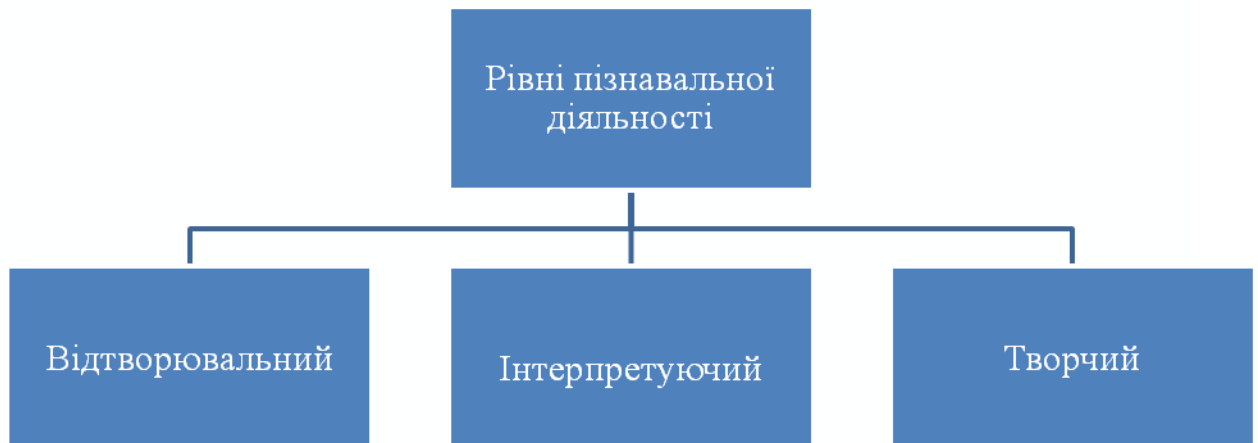 Рівні пізнавальної
діяльності
Відтворювальний
Інтерпретуючий
Творчий